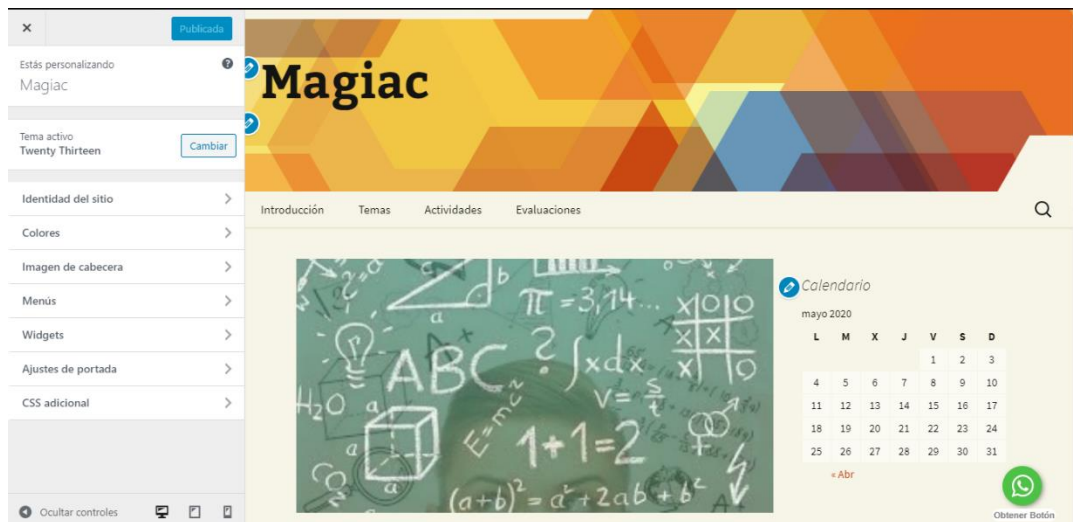 Publicada
Estás personalizando
Magiac
Tema activo
Twenty Thirteen
Cambiar
Identidad del sitio
Colores
Imagen de cabecera
Menús
Widgets
Ajustes de portada
CSS adicional
Ocultar controles
Magiac
Introducción Temas Actividades Evaluaciones
a b
a
π = 3,14...
X O O
X X
X O
ABC ? ∫xdx
H₂O
V = s/t
E=mc²
1+1=2
a
a
(a+b)² = a² + 2ab + b²
Calendario
mayo 2020
L M X J V S D
1 2 3
4 5 6 7 8 9 10
11 12 13 14 15 16 17
18 19 20 21 22 23 24
25 26 27 28 29 30 31
« Abr
Obtener Botón